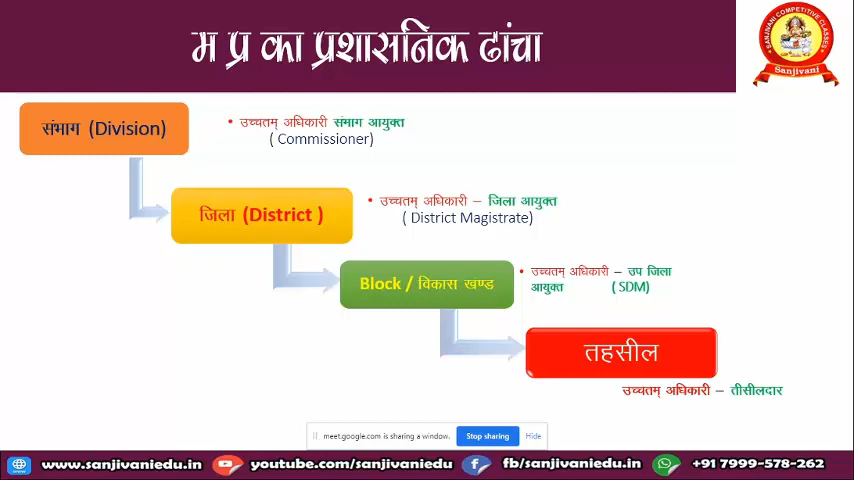 म प्र का प्रशासनिक ढांचा
SANJIVANI COMPETITIVE CLASSES
Sanjivani
संभाग (Division)
• उच्चतम् अधिकारी संभाग आयुक्त
( Commissioner)
जिला (District )
• उच्चतम् अधिकारी – जिला आयुक्त
( District Magistrate)
Block / विकास खण्ड
• उच्चतम् अधिकारी – उप जिला
आयुक्त ( SDM)
तहसील
उच्चतम् अधिकारी – तीसीलदार
meet.google.com is sharing a window. Stop sharing Hide
www.sanjivaniedu.in youtube.com/sanjivaniedu fb/sanjivaniedu.in +91 7999-578-262